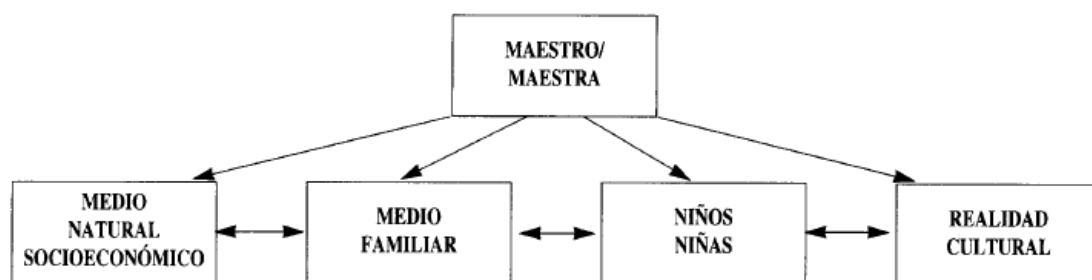 MAESTRO/
MAESTRA
MEDIO
NATURAL
SOCIOECONÓMICO
MEDIO
FAMILIAR
NIÑOS
NIÑAS
REALIDAD
CULTURAL